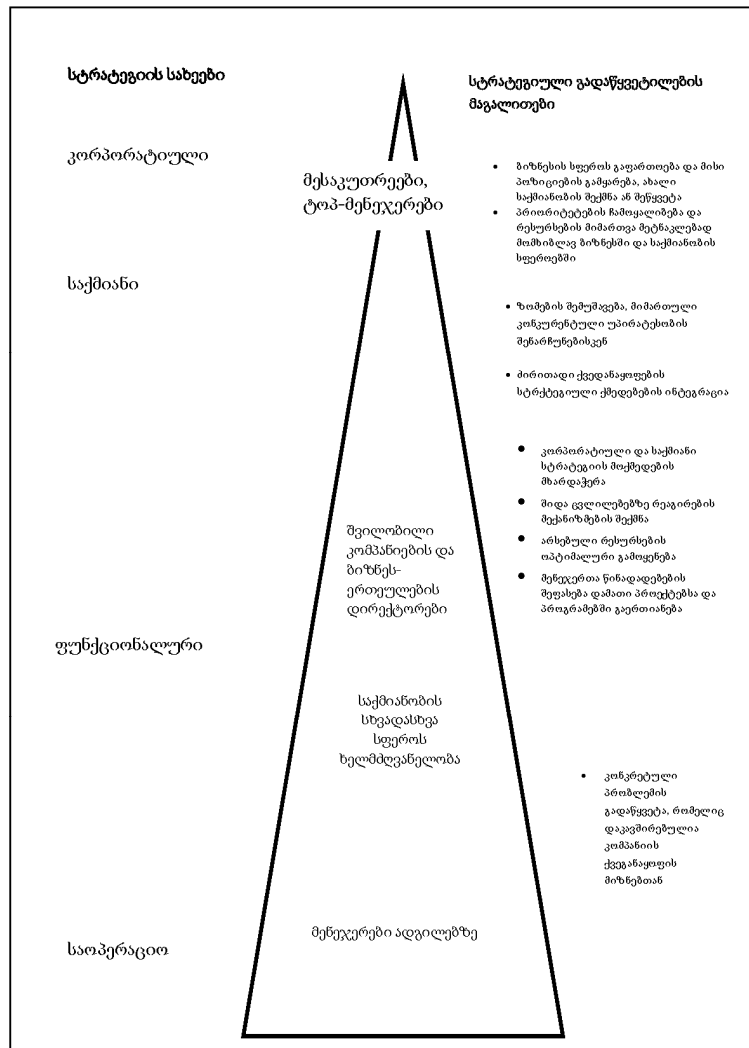 სტრატეგიის სახეები
სტრატეგიული გადაწყვეტილების
მაგალითები
კორპორატიული
მესაკუთრეები,
ტოპ-მენეჯერები
• ბიზნესის სფეროს გაფართოება და მისი
პოზიციების გამყარება, ახალი
საქმიანობის შექმნა ან შეწყვეტა
• პრიორიტეტების ჩამოყალიბება და
რესურსების მიმართვა მეტნაკლებად
მომხიბლავ ბიზნესში და საქმიანობის
სფეროებში
საქმიანი
• ზომების შემუშავება, მიმართული
კონკურენტული უპირატესობის
შენარჩუნებისკენ
• ძირითადი ქვედანაყოფების
სტრქტეგიული ქმედებების ინტეგრაცია
• კორპორატიული და საქმიანი
სტრატეგიის მოქმედების
მხარდაჭერა
• შიდა ცვლილებებზე რეაგირების
მექანიზმების შექმნა
• არსებული რესურსების
ოპტიმალური გამოყენება
• მენეჯერთა წინადადებების
შეფასება დამათი პროექტებსა და
პროგრამებში გაერთიანება
შვილობილი
კომპანიების და
ბიზნეს-
ერთეულების
დირექტორები
ფუნქციონალური
საქმიანობის
სხვადასხვა
სფეროს
ხელმძღვანელობა
• კონკრეტული
პრობლემის
გადაწყვეტა, რომელიც
დაკავშირებულია
კომპანიის
ქვეგანაყოფის
მიზნებთან
საოპერაციო
მენეჯერები ადგილებზე